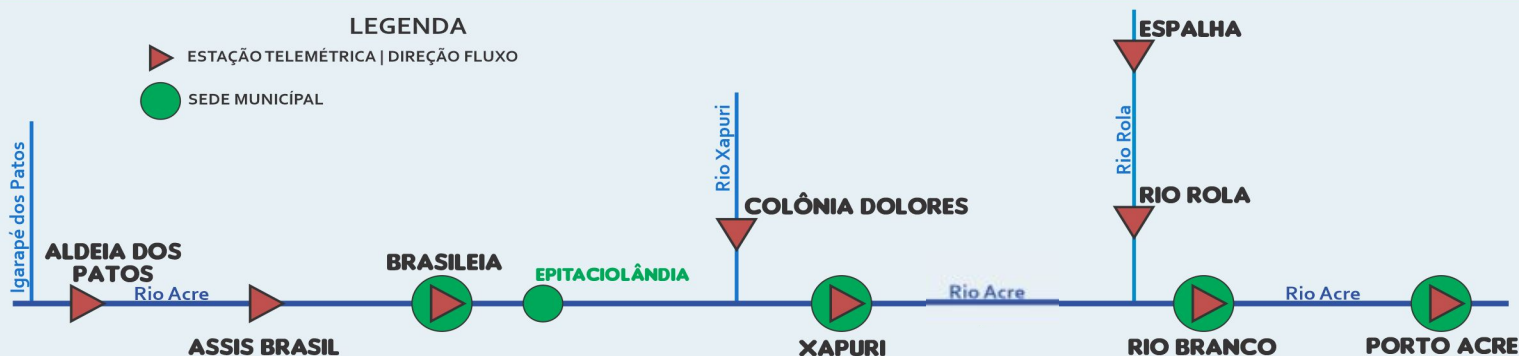 LEGENDA
ESTAÇÃO TELEMÉTRICA | DIREÇÃO FLUXO
SEDE MUNICÍPAL
Igarapé dos Patos
ALDEIA DOS
PATOS
Rio Acre
ASSIS BRASIL
BRASILEIA
EPITACIOLÂNDIA
Rio Xapuri
COLÔNIA DOLORES
XAPURI
Rio Acre
ESPALHA
Rio Rola
RIO ROLA
RIO BRANCO
Rio Acre
PORTO ACRE